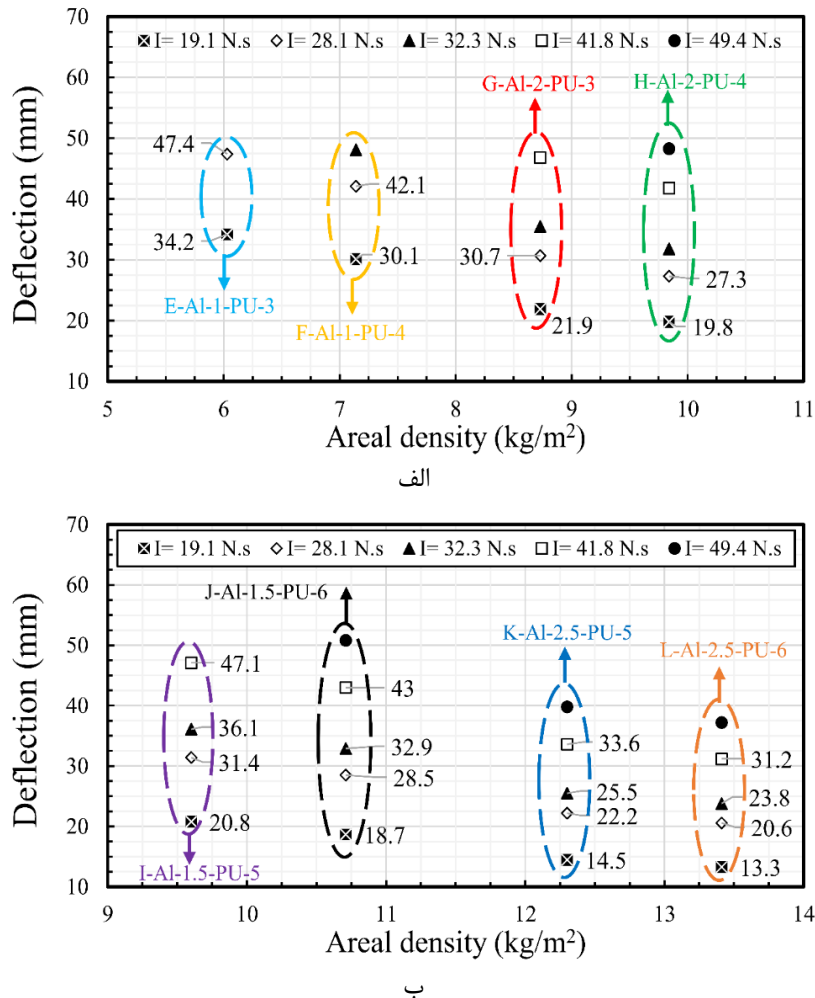 I= 19.1 N.s I= 28.1 N.s I= 32.3 N.s I= 41.8 N.s I= 49.4 N.s
G-Al-2-PU-3
H-Al-2-PU-4
47.4
34.2
E-Al-1-PU-3
42.1
30.1
F-Al-1-PU-4
30.7
21.9
27.3
19.8
70
60
50
40
30
20
10
Deflection (mm)
5 6 7 8 9 10 11
Areal density (kg/m²)
الف
I= 19.1 N.s I= 28.1 N.s I= 32.3 N.s I= 41.8 N.s I= 49.4 N.s
J-Al-1.5-PU-6
K-Al-2.5-PU-5
L-Al-2.5-PU-6
47.1
36.1
31.4
20.8
I-Al-1.5-PU-5
43
32.9
28.5
18.7
33.6
25.5
22.2
14.5
31.2
23.8
20.6
13.3
70
60
50
40
30
20
10
Deflection (mm)
9 10 11 12 13 14
Areal density (kg/m²)
ب